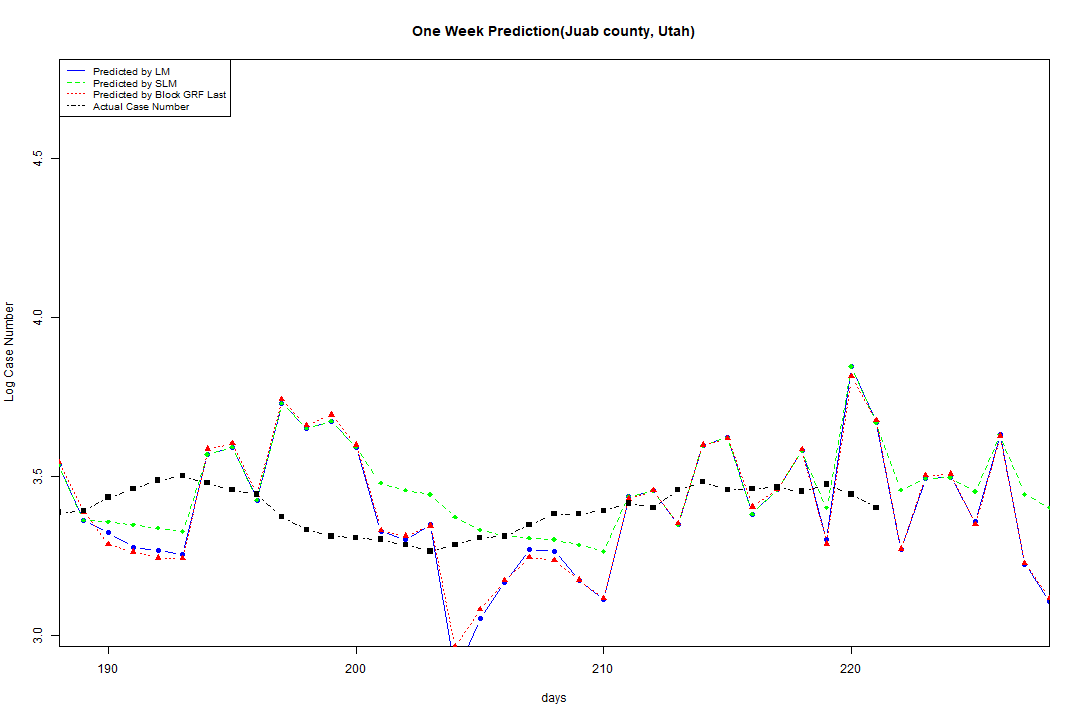 One Week Prediction(Juab county, Utah)
Predicted by LM
Predicted by SLM
Predicted by Block GRF Last
Actual Case Number
4.5
4.0
3.5
3.0
Log Case Number
190
200
210
220
days